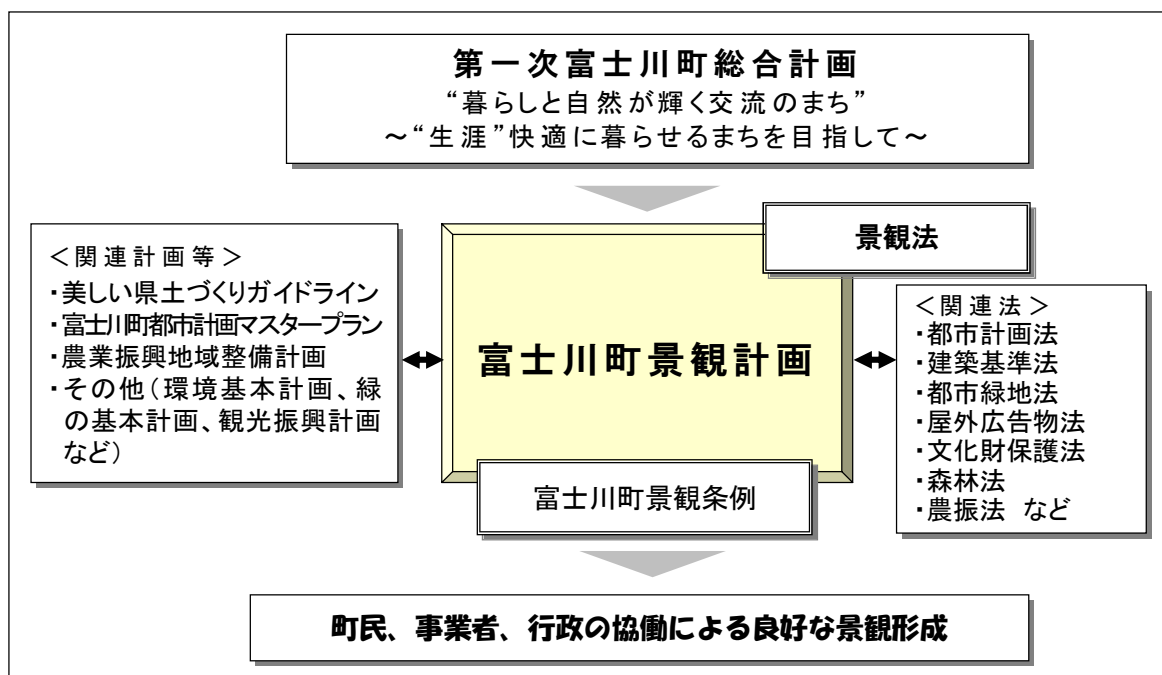 第一次富士川町総合計画
“暮らしと自然が輝く交流のまち”
～“生涯”快適に暮らせるまちを目指して～
景観法
＜関連計画等＞
・美しい県土づくりガイドライン
・富士川町都市計画マスタープラン
・農業振興地域整備計画
・その他（環境基本計画、緑
の基本計画、観光振興計画
など）
富士川町景観計画
＜関連法＞
・都市計画法
・建築基準法
・都市緑地法
・屋外広告物法
・文化財保護法
・森林法
・農振法 など
富士川町景観条例
町民、事業者、行政の協働による良好な景観形成